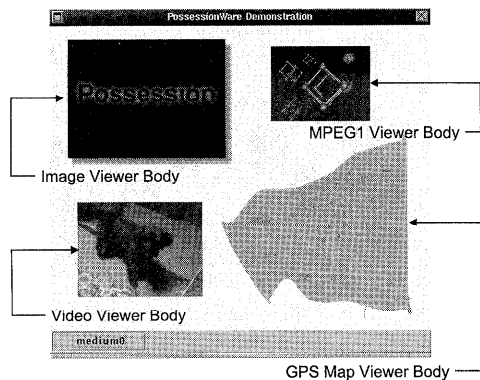 PossessionWare Demonstration
Possession
MPEG1 Viewer Body
Image Viewer Body
Video Viewer Body
medium0
GPS Map Viewer Body